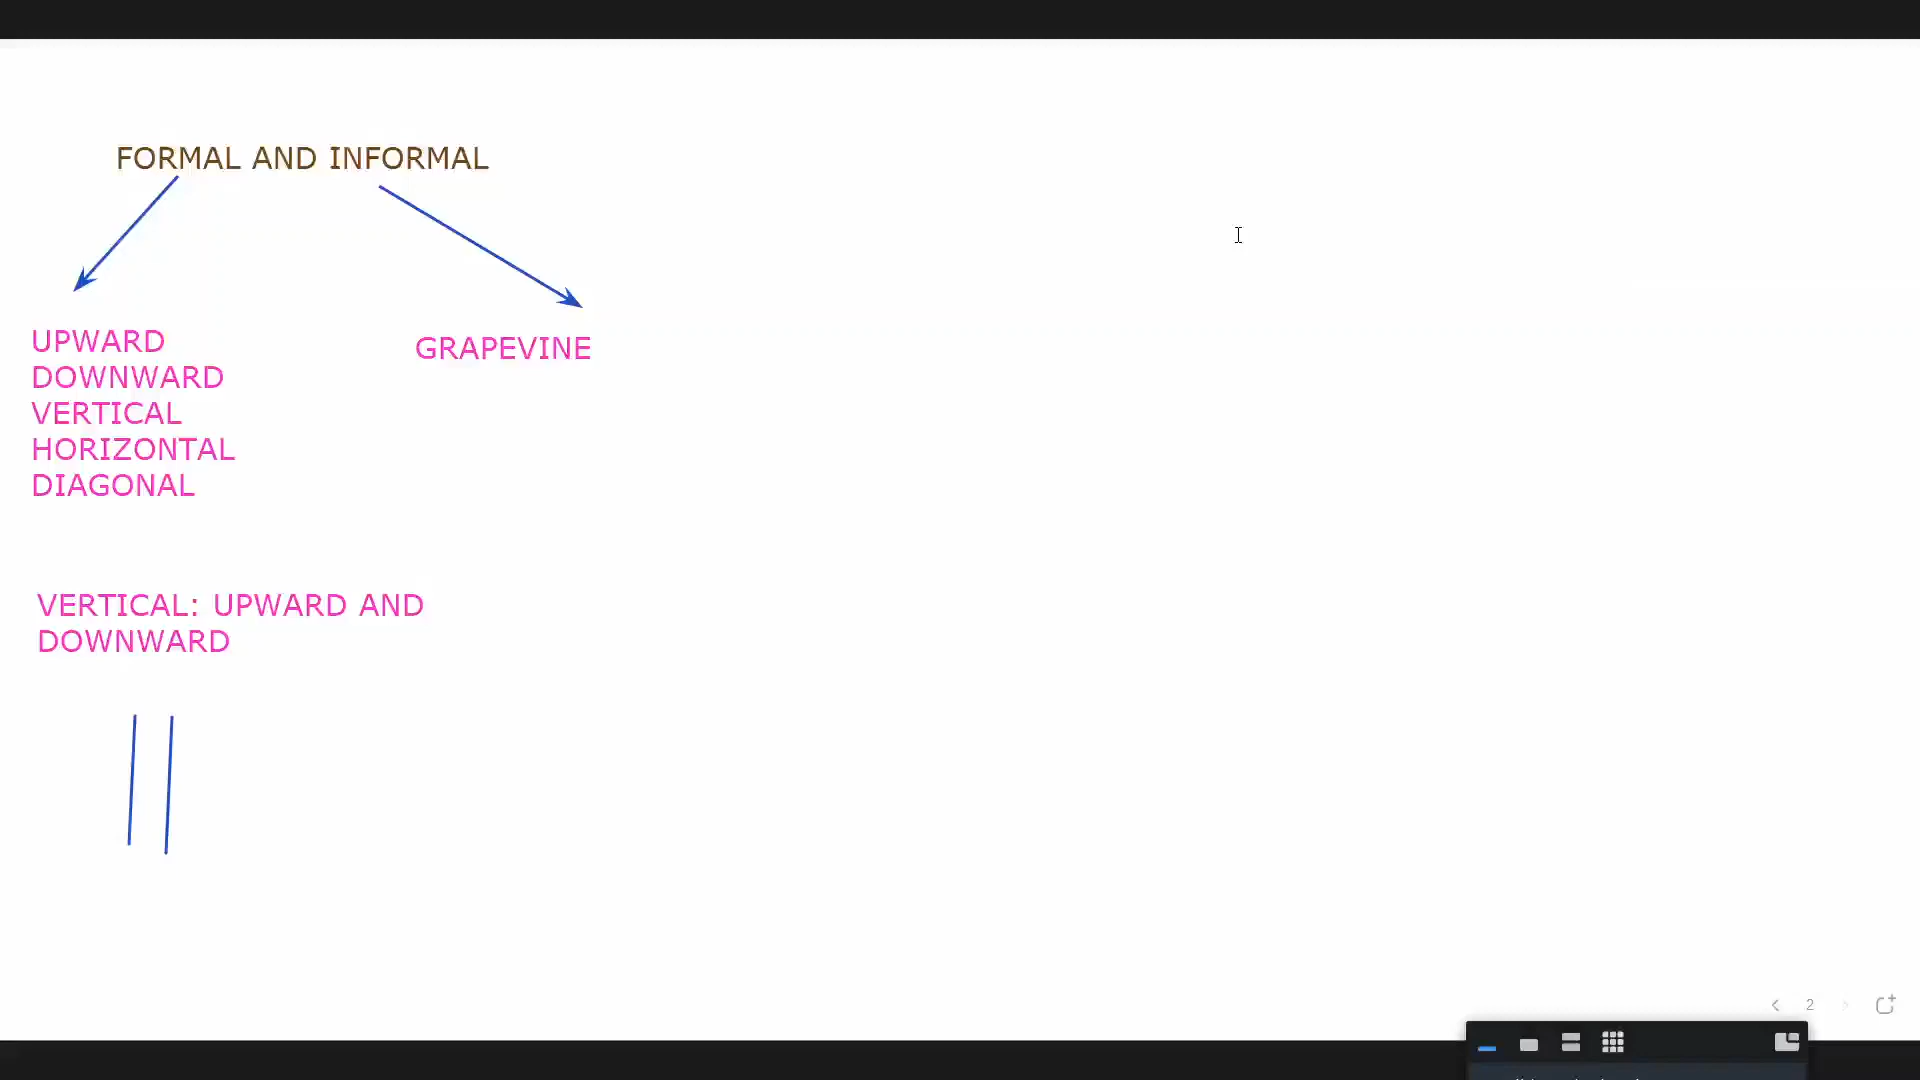 FORMAL AND INFORMAL
UPWARD
DOWNWARD
VERTICAL
HORIZONTAL
DIAGONAL
GRAPEVINE
VERTICAL: UPWARD AND
DOWNWARD
2